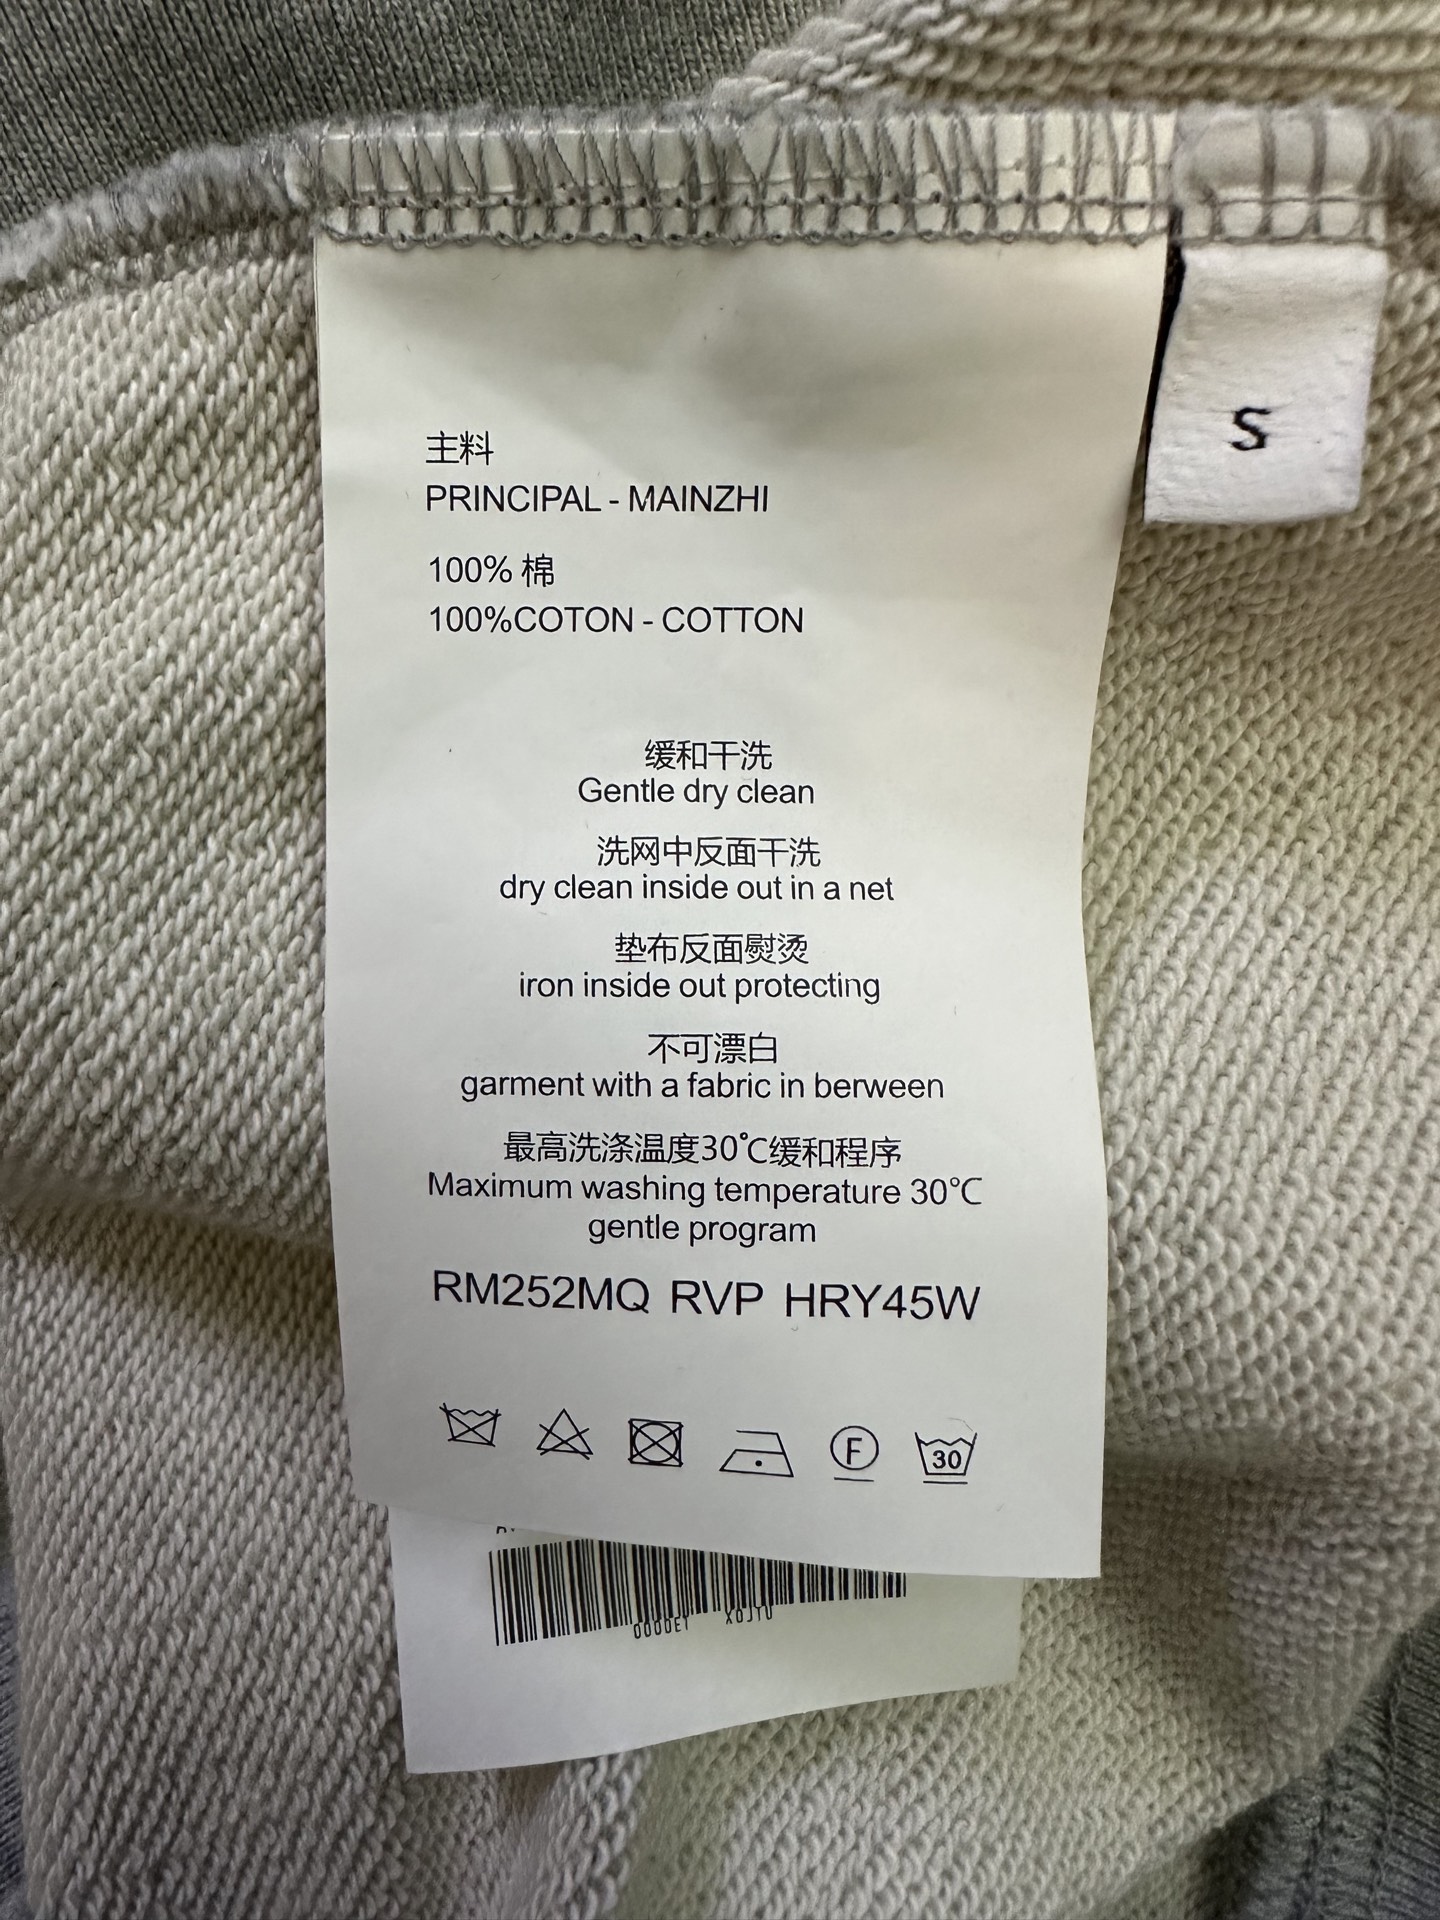 主料
PRINCIPAL - MAINZHI
100% 棉
100%COTON - COTTON
缓和干洗
Gentle dry clean
洗网中反面干洗
dry clean inside out in a net
垫布反面熨烫
iron inside out protecting
不可漂白
garment with a fabric in berween
最高洗涤温度30℃缓和程序
Maximum washing temperature 30℃
gentle program
RM252MQ RVP HRY45W
F
30
S